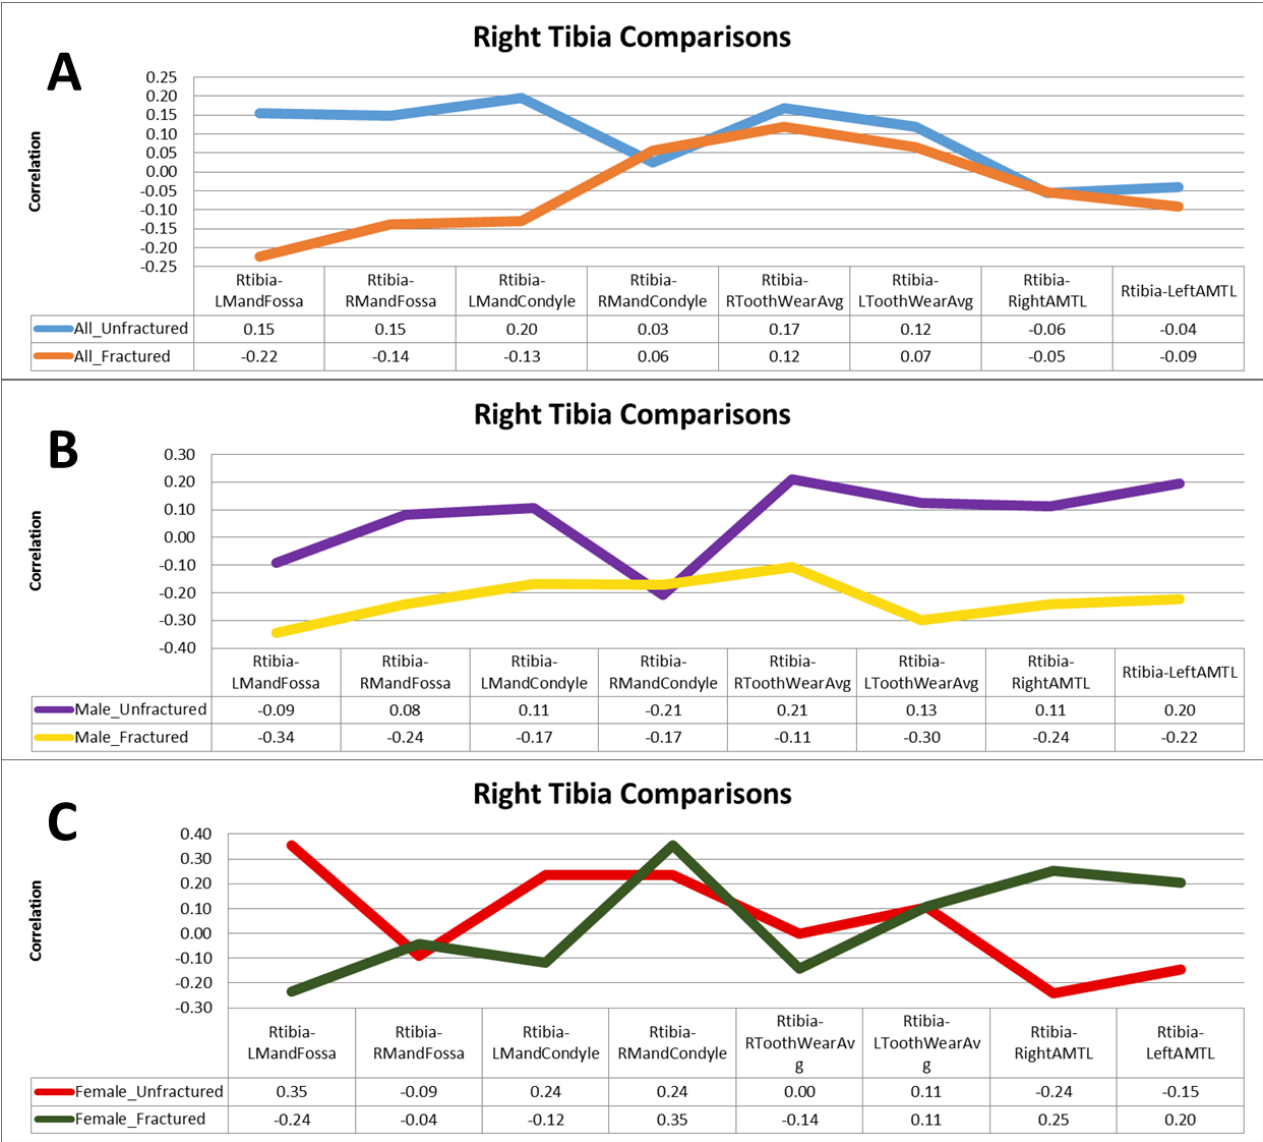 Right Tibia Comparisons
A
Correlation
0.25
0.20
0.15
0.10
0.05
0.00
-0.05
-0.10
-0.15
-0.20
-0.25
Rtibia-
LMandFossa
Rtibia-
RMandFossa
Rtibia-
LMandCondyle
Rtibia-
RMandCondyle
Rtibia-
RToothWearAvg
Rtibia-
LToothWearAvg
Rtibia-
RightAMTL
Rtibia-LeftAMTL
All_Unfractured 0.15 0.15 0.20 0.03 0.17 0.12 -0.06 -0.04
All_Fractured -0.22 -0.14 -0.13 0.06 0.12 0.07 -0.05 -0.09
Right Tibia Comparisons
B
Correlation
0.30
0.20
0.10
0.00
-0.10
-0.20
-0.30
-0.40
Rtibia-
LMandFossa
Rtibia-
RMandFossa
Rtibia-
LMandCondyle
Rtibia-
RMandCondyle
Rtibia-
RToothWearAvg
Rtibia-
LToothWearAvg
Rtibia-
RightAMTL
Rtibia-LeftAMTL
Male_Unfractured -0.09 0.08 0.11 -0.21 0.21 0.13 0.11 0.20
Male_Fractured -0.34 -0.24 -0.17 -0.17 -0.11 -0.30 -0.24 -0.22
Right Tibia Comparisons
C
Correlation
0.40
0.30
0.20
0.10
0.00
-0.10
-0.20
-0.30
Rtibia-
LMandFossa
Rtibia-
RMandFossa
Rtibia-
LMandCondyle
Rtibia-
RMandCondyle
Rtibia-
RToothWearAv
g
Rtibia-
LToothWearAv
g
Rtibia-
RightAMTL
Rtibia-
LeftAMTL
Female_Unfractured 0.35 -0.09 0.24 0.24 0.00 0.11 -0.24 -0.15
Female_Fractured -0.24 -0.04 -0.12 0.35 -0.14 0.11 0.25 0.20